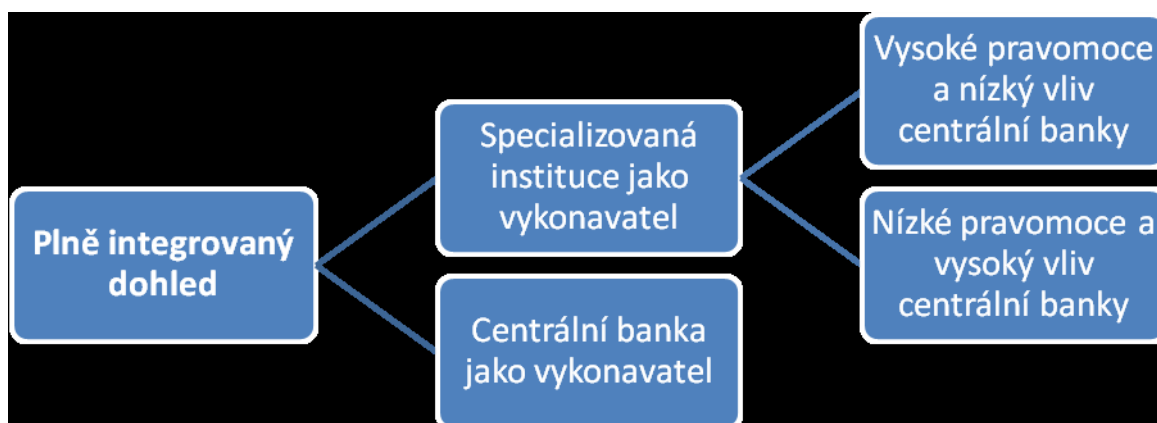 Plně integrovaný
dohled
Specializovaná
instituce jako
vykonavatel
Centrální banka
jako vykonavatel
Vysoké pravomoce
a nízký vliv
centrální banky
Nízké pravomoce a
vysoký vliv
centrální banky